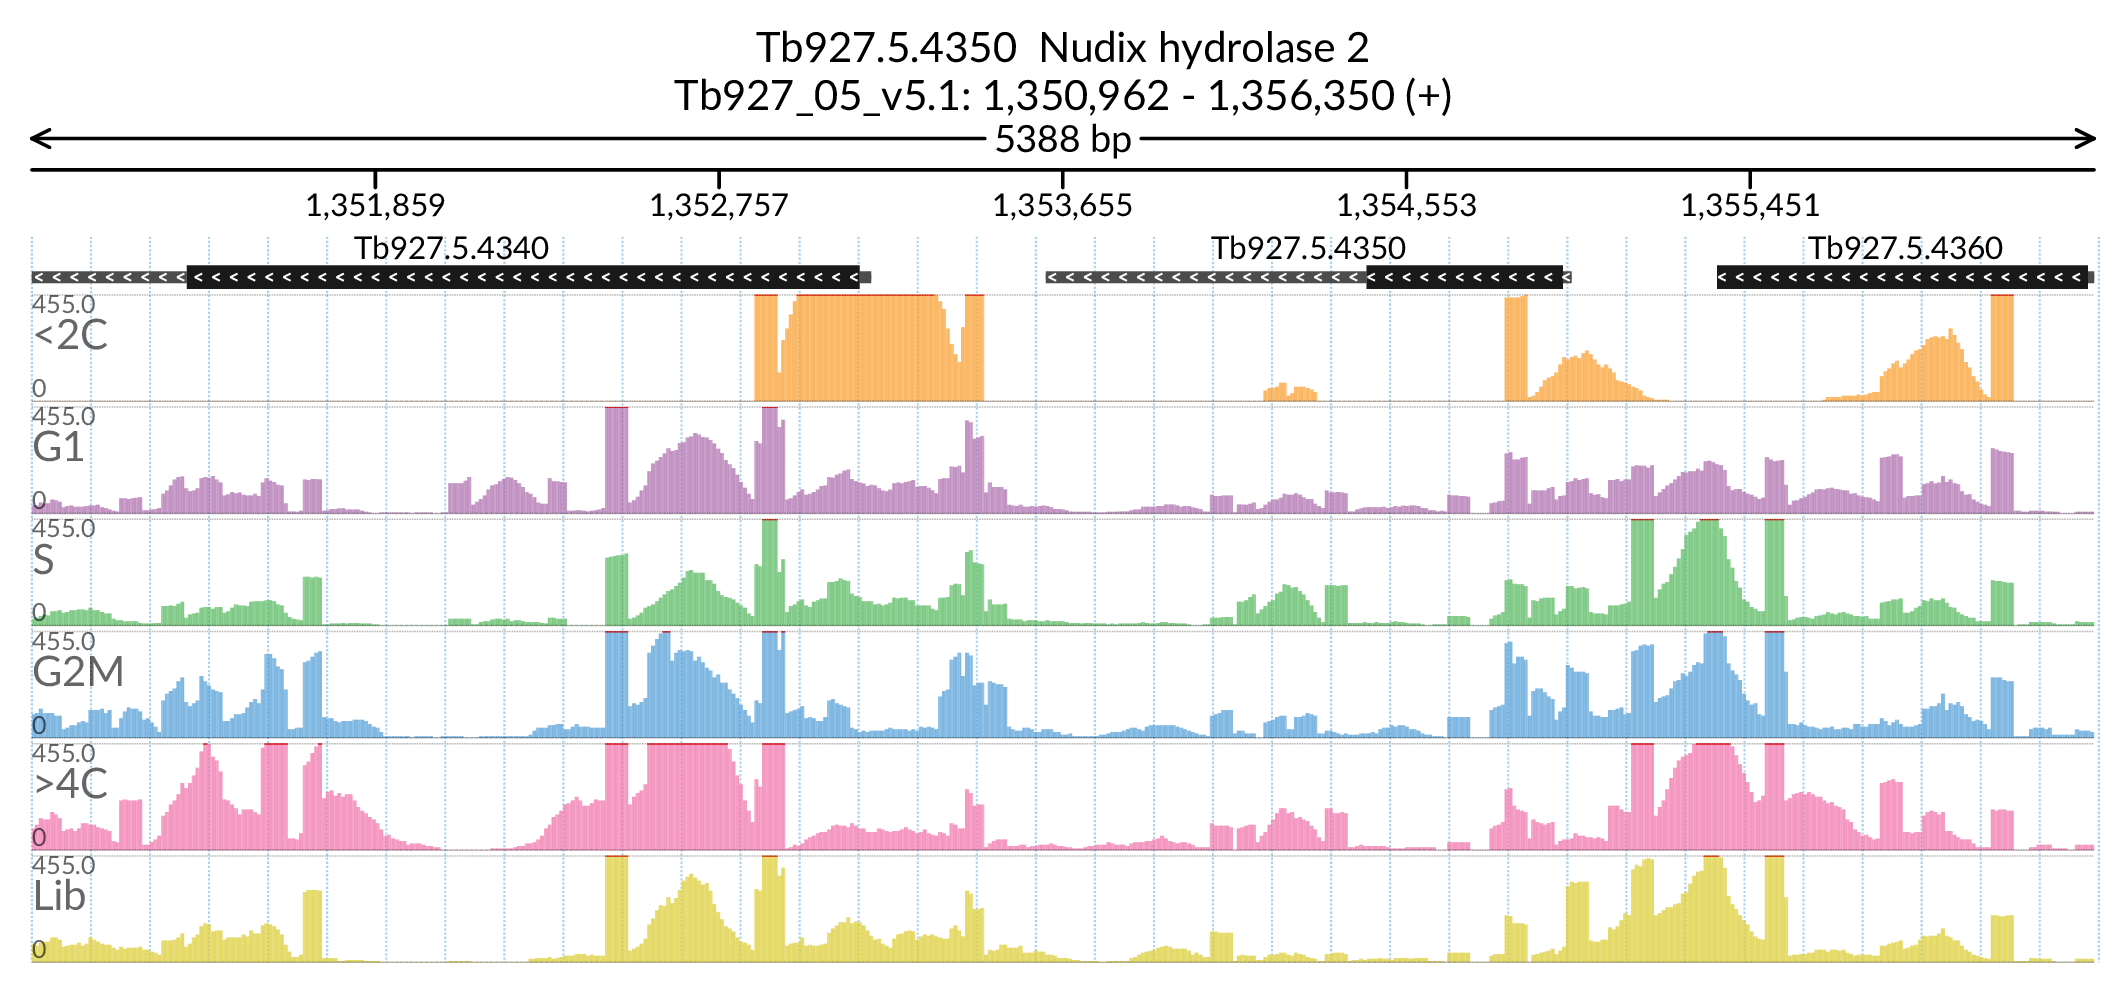 Tb927.5.4350  Nudix hydrolase 2
Tb927_05_v5.1: 1,350,962 - 1,356,350 (+)
5388 bp
1,351,859 1,352,757 1,353,655 1,354,553 1,355,451
Tb927.5.4340 Tb927.5.4350 Tb927.5.4360
455.0
<2C
0
455.0
G1
0
455.0
S
0
455.0
G2M
0
455.0
>4C
0
455.0
Lib
0